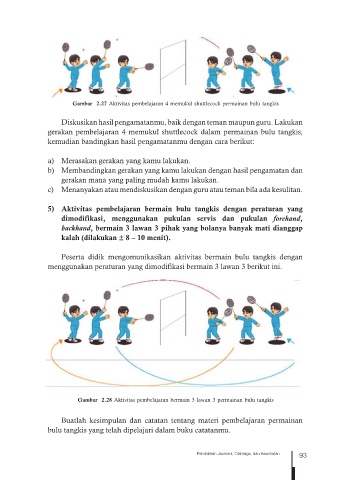 Gambar 2.27 Aktivitas pembelajaran 4 memukul shuttlecock permainan bulu tangkis
Diskusikan hasil pengamatanmu, baik dengan teman maupun guru. Lakukan
gerakan pembelajaran 4 memukul shuttlecock dalam permainan bulu tangkis,
kemudian bandingkan hasil pengamatanmu dengan cara berikut:
a) Merasakan gerakan yang kamu lakukan.
b) Membandingkan gerakan yang kamu lakukan dengan hasil pengamatan dan
gerakan mana yang paling mudah kamu lakukan.
c) Menanyakan atau mendiskusikan dengan guru atau teman bila ada kesulitan.
5) Aktivitas pembelajaran bermain bulu tangkis dengan peraturan yang
dimodifikasi, menggunakan pukulan servis dan pukulan forehand,
backhand, bermain 3 lawan 3 pihak yang bolanya banyak mati dianggap
kalah (dilakukan ± 8 – 10 menit).
Peserta didik mengomunikasikan aktivitas bermain bulu tangkis dengan
menggunakan peraturan yang dimodifikasi bermain 3 lawan 3 berikut ini.
Gambar 2.28 Aktivitas pembelajaran bermain 3 lawan 3 permainan bulu tangkis
Buatlah kesimpulan dan catatan tentang materi pembelajaran permainan
bulu tangkis yang telah dipelajari dalam buku catatanmu.
Pendidikan Jasmani, Olahraga, dan Kesehatan 93